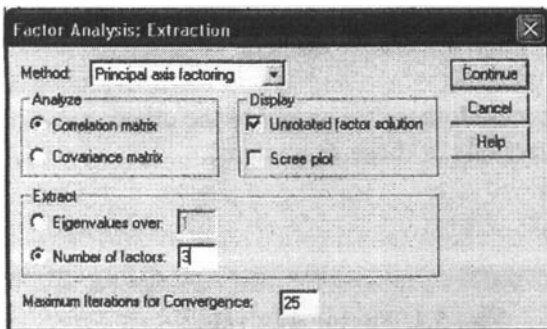 Factor Analysis: Extraction
Method: Principal axis factoring
Continue
Analyze
Display
Cancel
Correlation matrix
Unrotated factor solution
Help
Covariance matrix
Scree plot
Extract
Eigenvalues over: 1
Number of factors: 3
Maximum Iterations for Convergence: 25